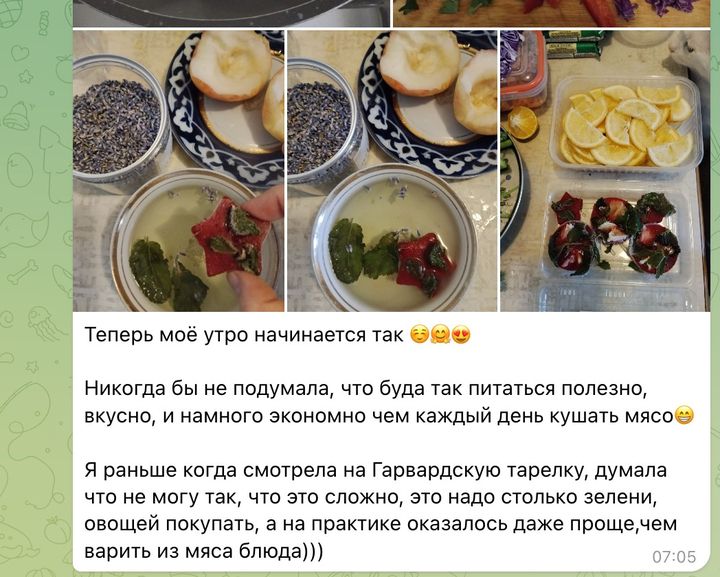 Теперь моё утро начинается так ☺️🤗😍
Никогда бы не подумала, что буда так питаться полезно,
вкусно, и намного экономно чем каждый день кушать мясо😁
Я раньше когда смотрела на Гарвардскую тарелку, думала
что не могу так, что это сложно, это надо столько зелени,
овощей покупать, а на практике оказалось даже проще,чем
варить из мяса блюда)))
07:05